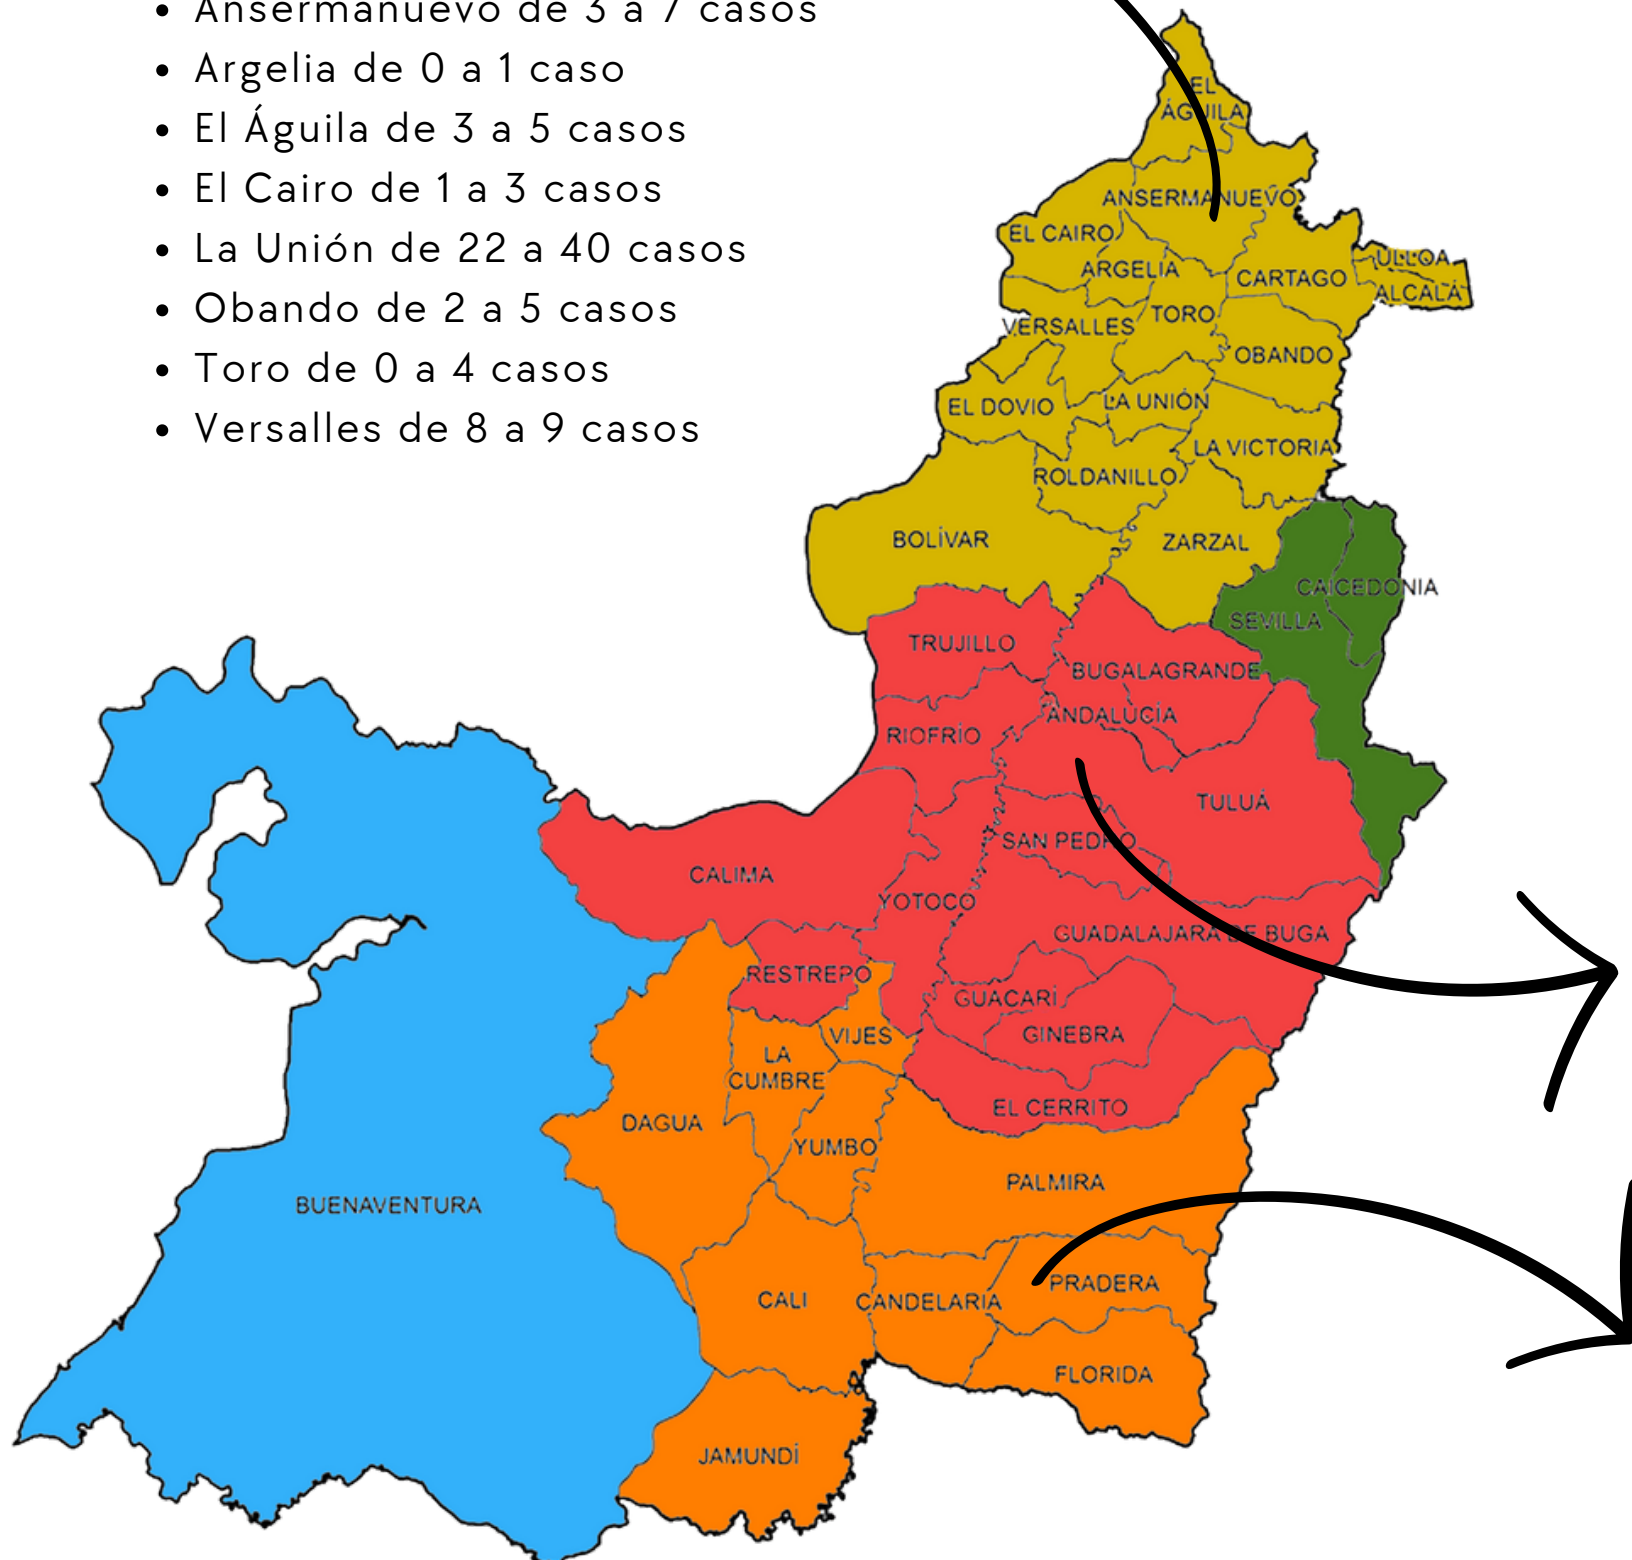 Ansermanuevo de 3 a 7 casos
• Argelia de 0 a 1 caso
• El Águila de 3 a 5 casos
• El Cairo de 1 a 3 casos
• La Unión de 22 a 40 casos
• Obando de 2 a 5 casos
• Toro de 0 a 4 casos
• Versalles de 8 a 9 casos
EL
ÁGUILA
ANSERMANUEVO
EL CAIRO
ARGELIA
CARTAGO
ULLOA
ALCALÁ
VERSALLES
TORO
OBANDO
EL DOVIO
LA UNIÓN
LA VICTORIA
ROLDANILLO
BOLÍVAR
ZARZAL
CAICEDONIA
SEVILLA
TRUJILLO
BUGALAGRANDE
ANDALUCÍA
RIOFRÍO
TULUÁ
SAN PEDRO
CALIMA
YOTOCO
GUADALAJARA DE BUGA
RESTREPO
GUACARÍ
GINEBRA
VIJES
LA
CUMBRE
EL CERRITO
DAGUA
YUMBO
PALMIRA
BUENAVENTURA
PRADERA
CALI
CANDELARIA
FLORIDA
JAMUNDÍ